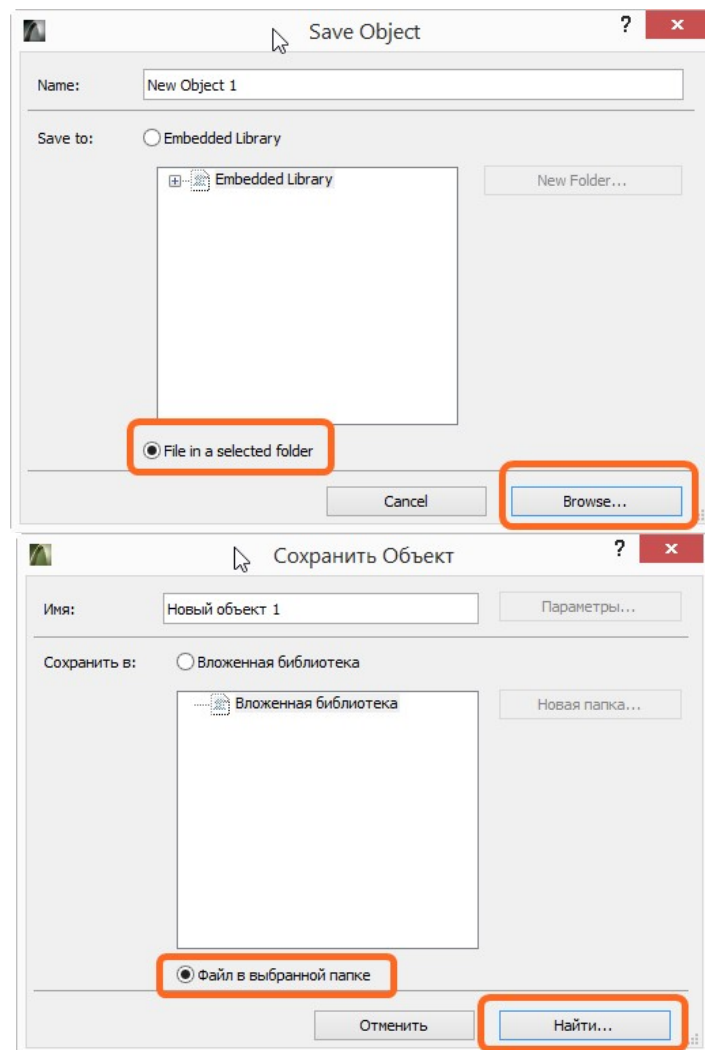 Save Object
?
x
Name:
New Object 1
Save to:
Embedded Library
Embedded Library
New Folder...
File in a selected folder
Cancel
Browse...
Сохранить Объект
?
x
Имя:
Новый объект 1
Параметры...
Сохранить в:
Вложенная библиотека
Вложенная библиотека
Новая папка...
Файл в выбранной папке
Отменить
Найти...